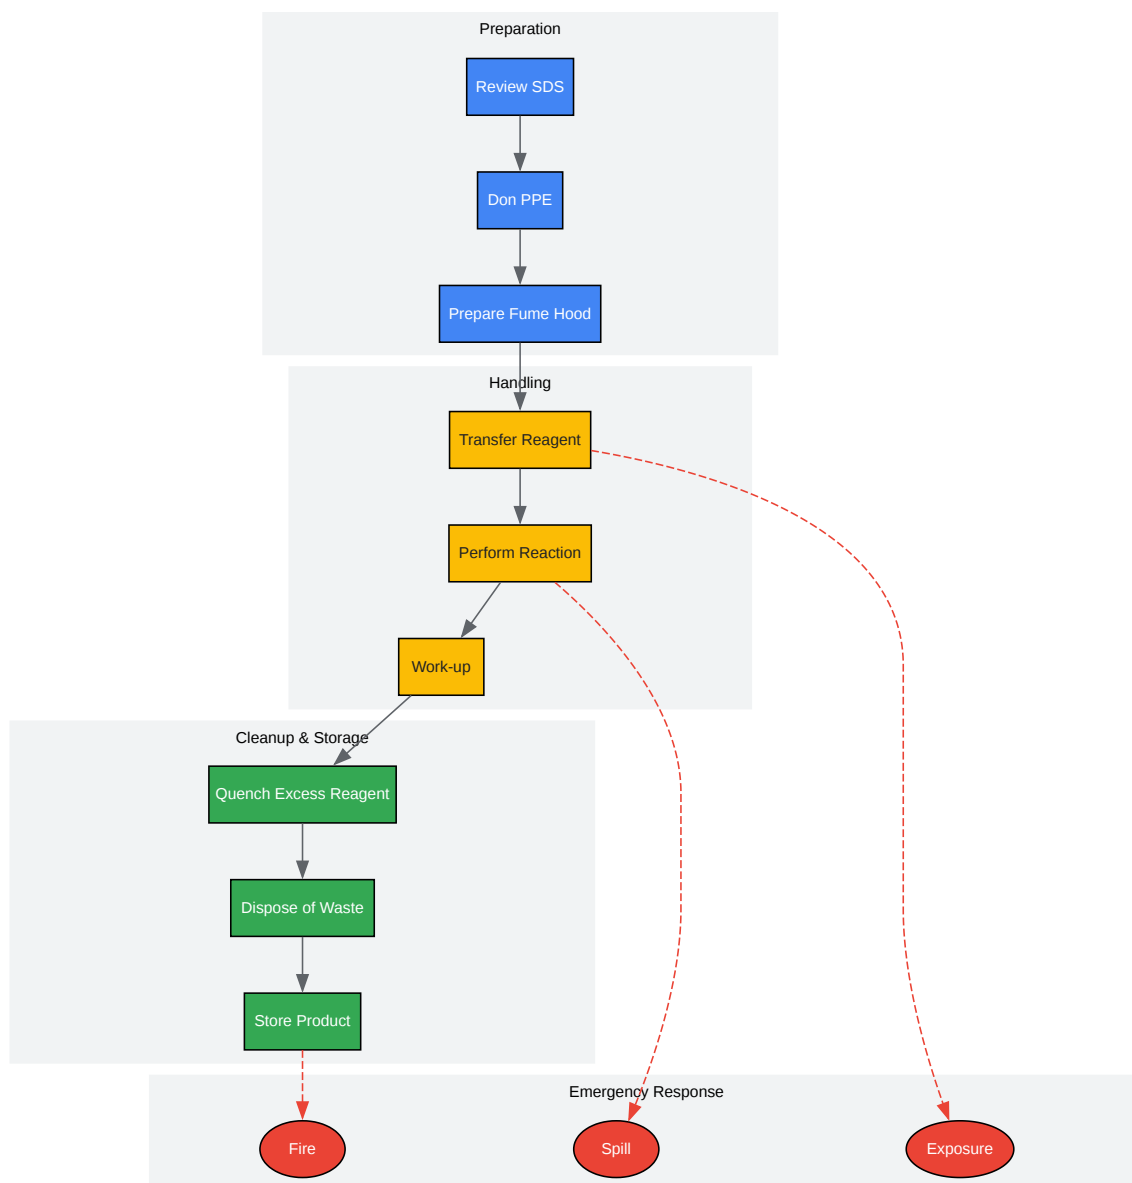 Preparation
Review SDS
Don PPE
Prepare Fume Hood
Handling
Transfer Reagent
Perform Reaction
Work-up
Cleanup & Storage
Quench Excess Reagent
Dispose of Waste
Store Product
Emergency Response
Fire
Spill
Exposure